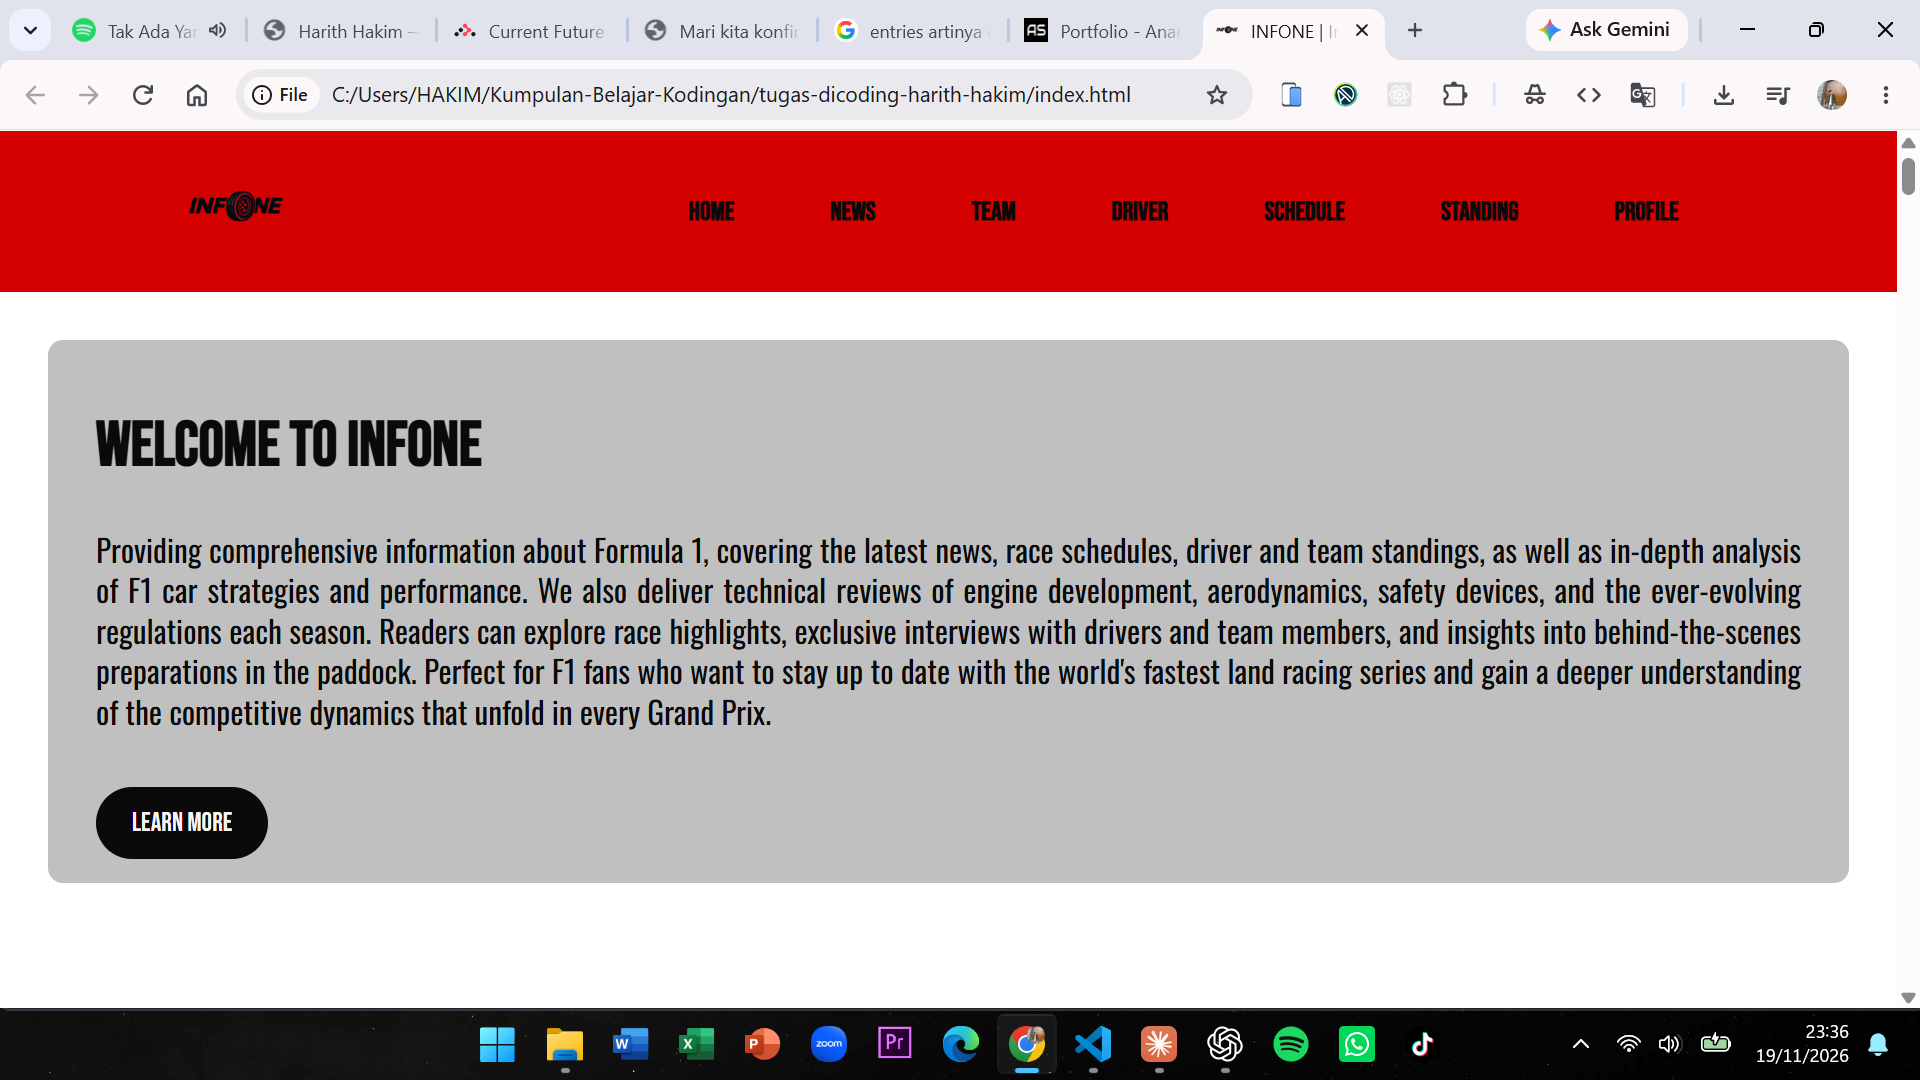 Tak Ada Yar
Harith Hakim –
Current Future
Mari kita konfir
entries artinya
AS
Portfolio - Anar
INFONE | In
Ask Gemini
File
C:/Users/HAKIM/Kumpulan-Belajar-Kodingan/tugas-dicoding-harith-hakim/index.html
INFONE
HOME
NEWS
TEAM
DRIVER
SCHEDULE
STANDING
PROFILE
WELCOME TO INFONE
Providing comprehensive information about Formula 1, covering the latest news, race schedules, driver and team standings, as well as in-depth analysis
of F1 car strategies and performance. We also deliver technical reviews of engine development, aerodynamics, safety devices, and the ever-evolving
regulations each season. Readers can explore race highlights, exclusive interviews with drivers and team members, and insights into behind-the-scenes
preparations in the paddock. Perfect for F1 fans who want to stay up to date with the world's fastest land racing series and gain a deeper understanding
of the competitive dynamics that unfold in every Grand Prix.
LEARN MORE
W
X
P
zoom
Pr
23:36
19/11/2026